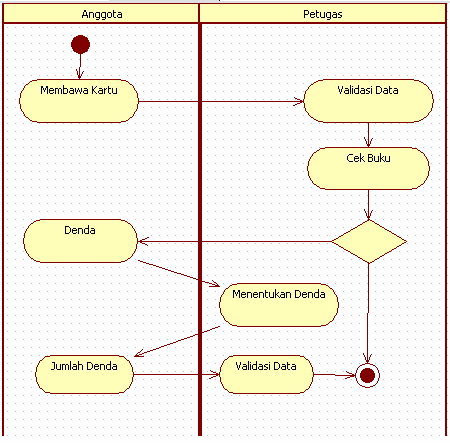 Anggota
Petugas
Membawa Kartu
Validasi Data
Cek Buku
Denda
Menentukan Denda
Jumlah Denda
Validasi Data